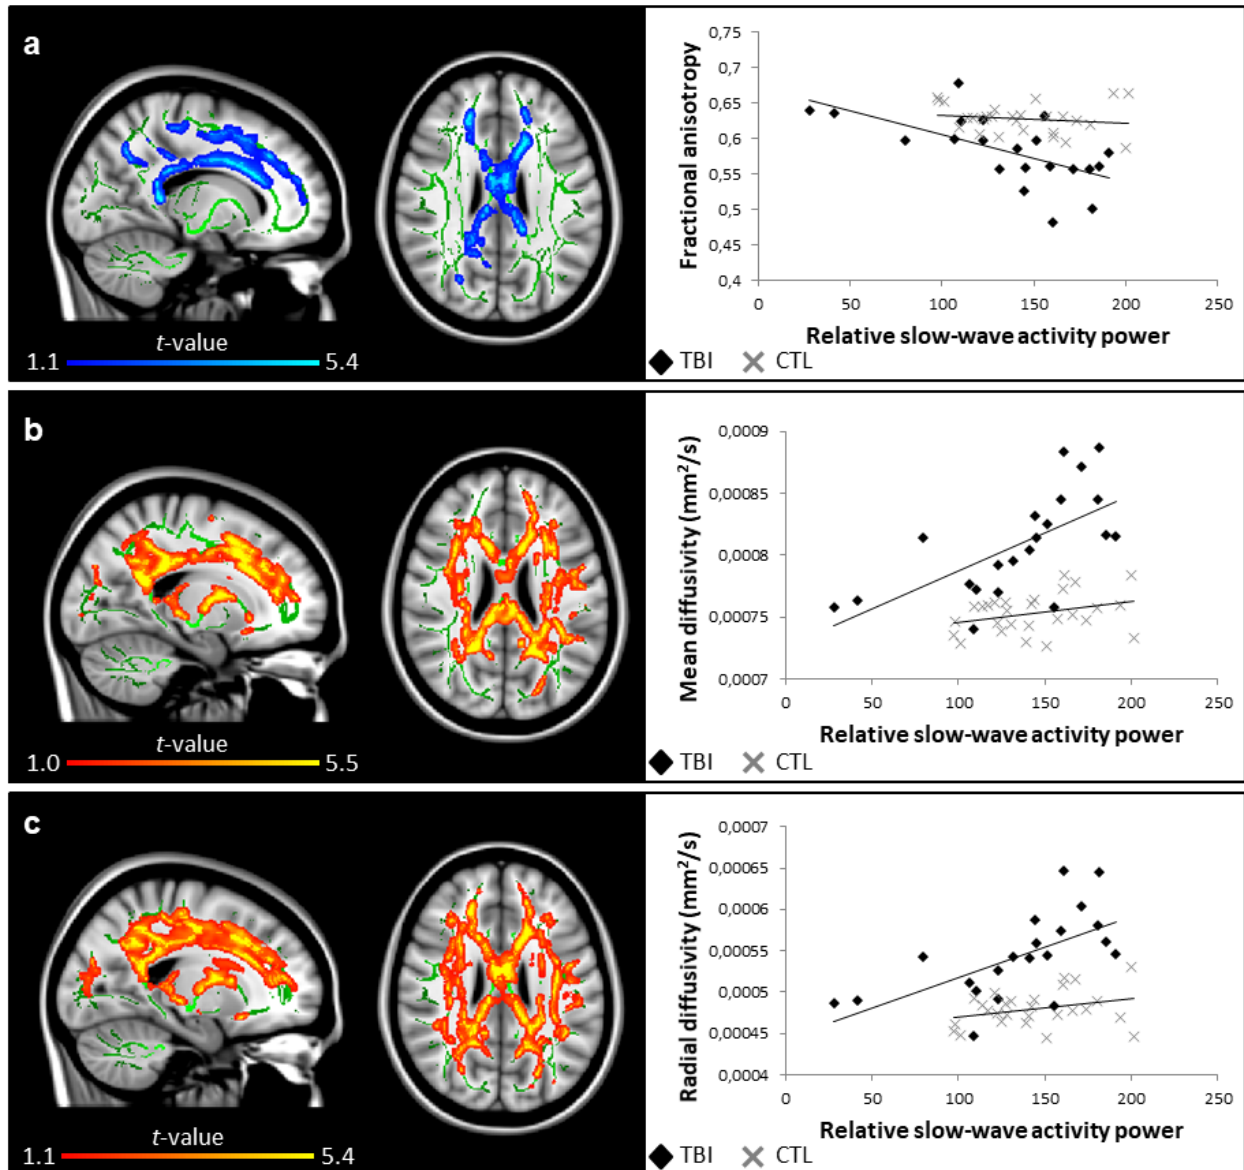 a
t-value
1.1 5.4
0,75
0,7
0,65
0,6
0,55
0,5
0,45
0,4
Fractional anisotropy
0 50 100 150 200 250
Relative slow-wave activity power
TBI CTL
b
t-value
1.0 5.5
0,0009
0,00085
0,0008
0,00075
0,0007
Mean diffusivity (mm²/s)
0 50 100 150 200 250
Relative slow-wave activity power
TBI CTL
c
t-value
1.1 5.4
0,0007
0,00065
0,0006
0,00055
0,0005
0,00045
0,0004
Radial diffusivity (mm²/s)
0 50 100 150 200 250
Relative slow-wave activity power
TBI CTL